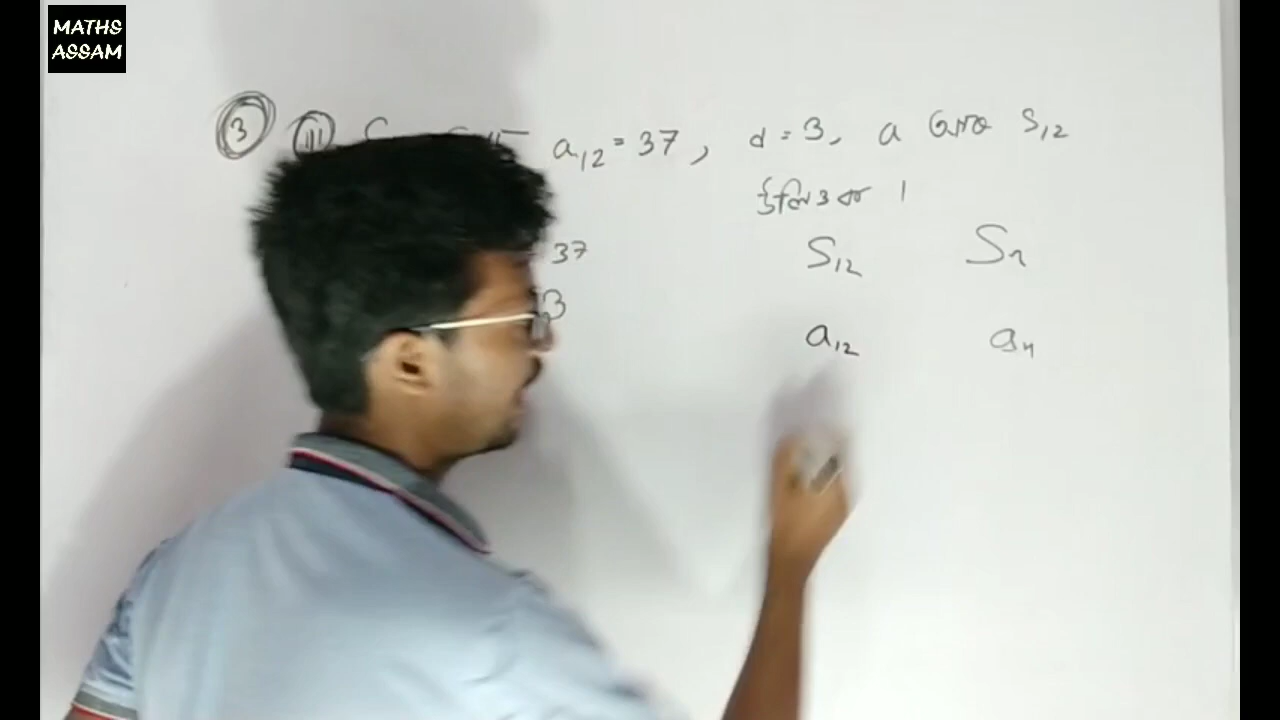 MATHS
ASSAM
3 III a₁₂ = 37, d = 3, a আৰু S₁₂
উলিওৱা ।
37 S₁₂ Sₙ
3 a₁₂ aₙ